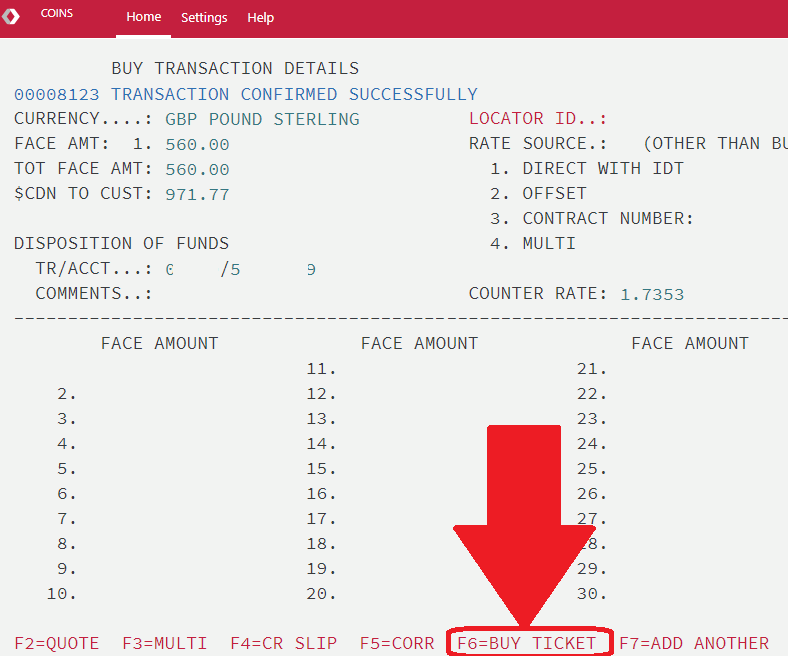 COINS Home Settings Help
BUY TRANSACTION DETAILS
00008123 TRANSACTION CONFIRMED SUCCESSFULLY
CURRENCY....: GBP POUND STERLING LOCATOR ID..:
FACE AMT: 1. 560.00 RATE SOURCE.: (OTHER THAN BU
TOT FACE AMT: 560.00 1. DIRECT WITH IDT
$CDN TO CUST: 971.77 2. OFFSET
3. CONTRACT NUMBER:
DISPOSITION OF FUNDS 4. MULTI
TR/ACCT...: 0 /5 9
COMMENTS..: COUNTER RATE: 1.7353
FACE AMOUNT FACE AMOUNT FACE AMOUNT
11. 21.
2. 12. 22.
3. 13. 23.
4. 14. 24.
5. 15. 25.
6. 16. 26.
7. 17. 27.
8. 18. 28.
9. 19. 29.
10. 20. 30.
F2=QUOTE F3=MULTI F4=CR SLIP F5=CORR F6=BUY TICKET F7=ADD ANOTHER